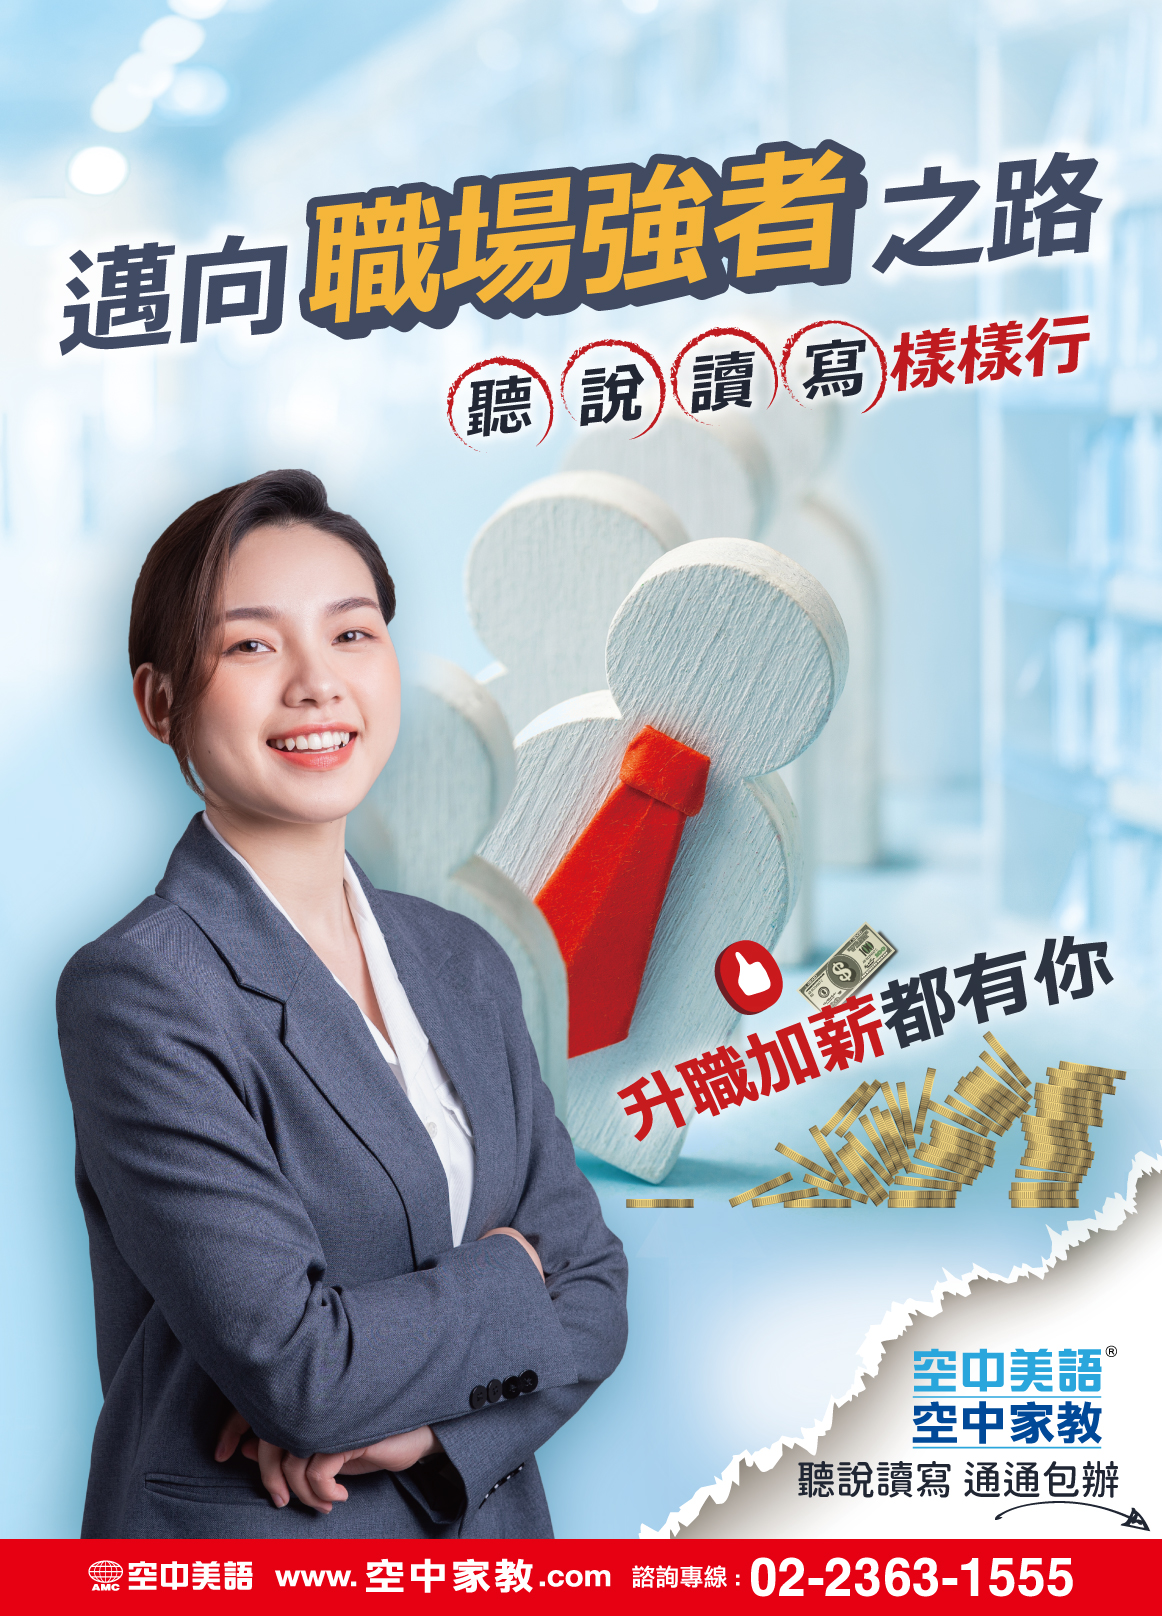 邁向職場強者之路
聽說讀寫樣樣行
升職加薪都有你
空中美語®
空中家教
聽說讀寫 通通包辦
AMC 空中美語 www.空中家教.com 諮詢專線：02-2363-1555